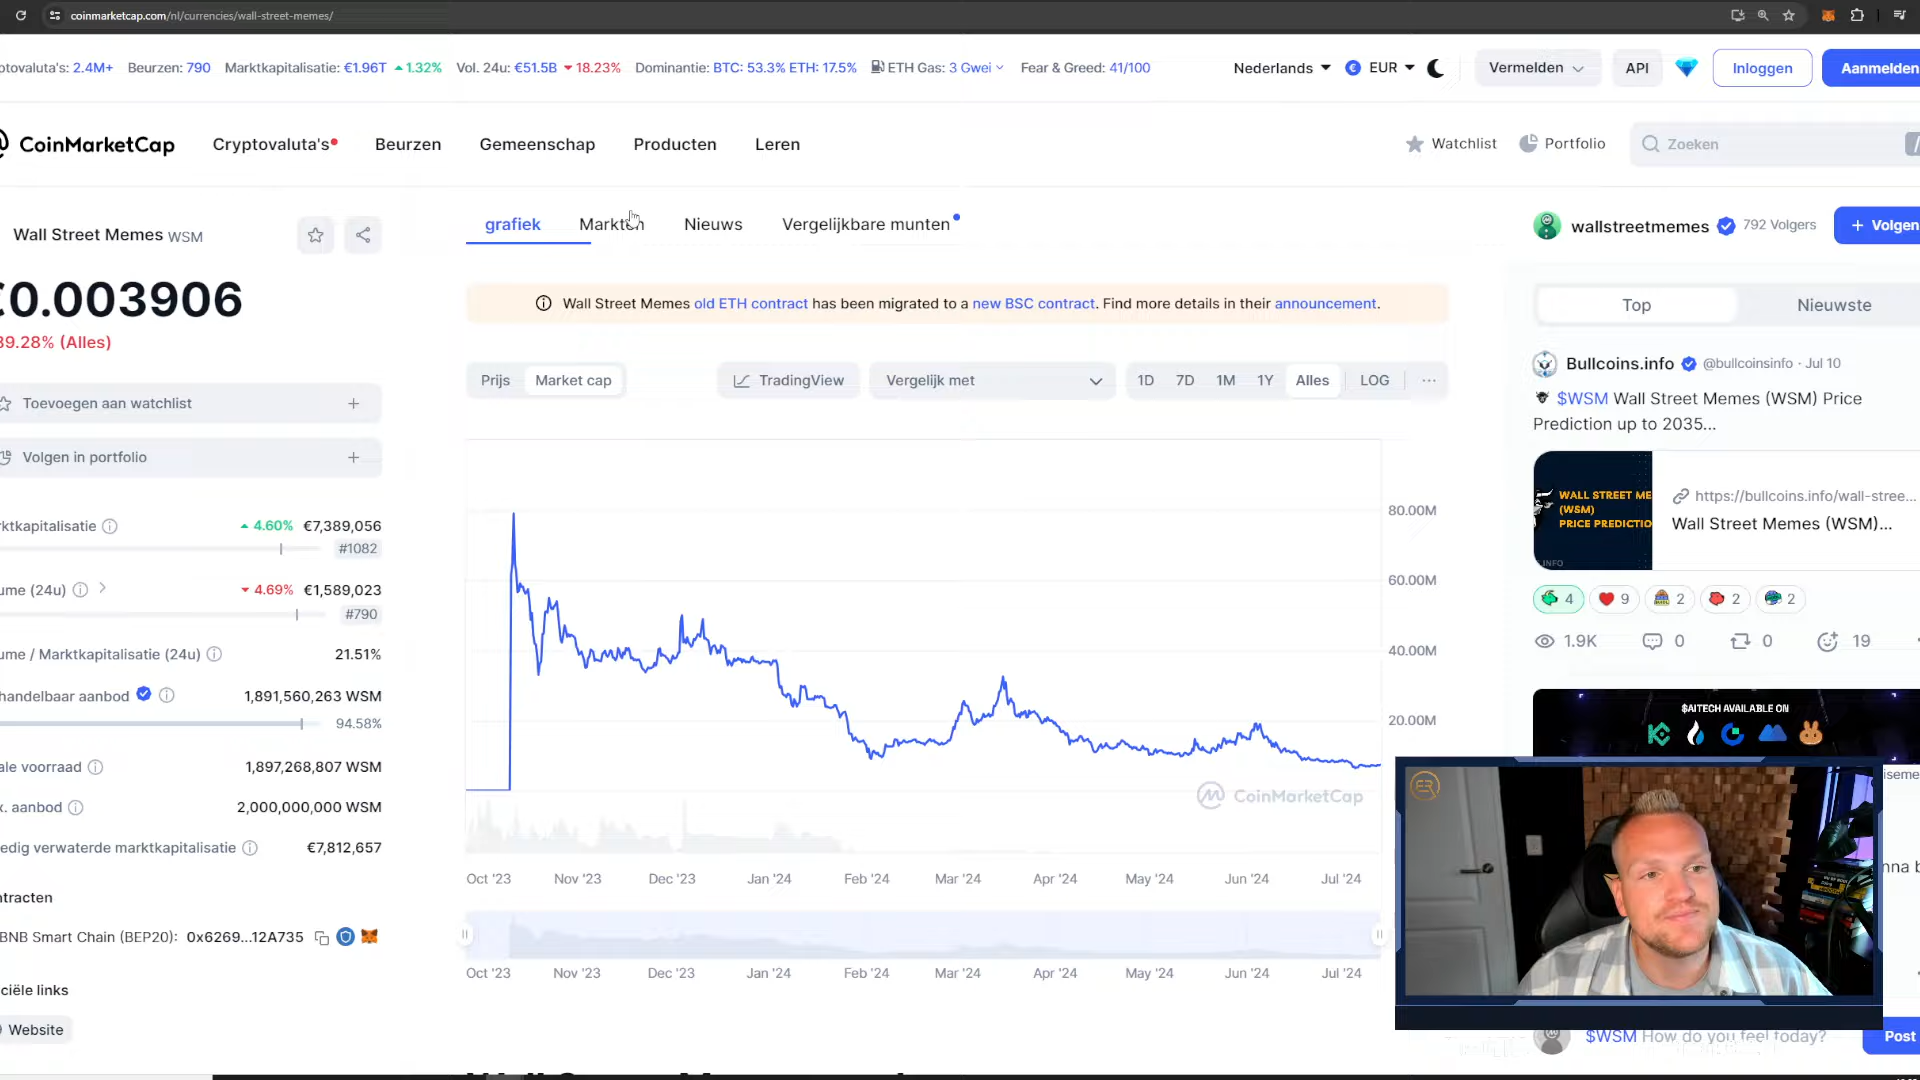 coinmarketcap.com/nl/currencies/wall-street-memes/
ptovaluta's: 2.4M+ Beurzen: 790 Marktkapitalisatie: €1.96T 1.32% Vol. 24u: €51.5B 18.23% Dominantie: BTC: 53.3% ETH: 17.5% ETH Gas: 3 Gwei Fear & Greed: 41/100 Nederlands EUR Vermelden API Inloggen Aanmelden
CoinMarketCap Cryptovaluta's Beurzen Gemeenschap Producten Leren Watchlist Portfolio Zoeken /
Wall Street Memes WSM
€0.003906
39.28% (Alles)
Toevoegen aan watchlist +
Volgen in portfolio +
rktkapitalisatie 4.60% €7,389,056
#1082
ume (24u) 4.69% €1,589,023
#790
ume / Marktkapitalisatie (24u) 21.51%
handelbaar aanbod 1,891,560,263 WSM
94.58%
ale voorraad 1,897,268,807 WSM
x. aanbod 2,000,000,000 WSM
edig verwaterde marktkapitalisatie €7,812,657
ntracten
BNB Smart Chain (BEP20): 0x6269...12A735
ciële links
Website
grafiek Markten Nieuws Vergelijkbare munten
Wall Street Memes old ETH contract has been migrated to a new BSC contract. Find more details in their announcement.
Prijs Market cap TradingView Vergelijk met 1D 7D 1M 1Y Alles LOG ...
80.00M
60.00M
40.00M
20.00M
CoinMarketCap
Oct '23 Nov '23 Dec '23 Jan '24 Feb '24 Mar '24 Apr '24 May '24 Jun '24 Jul '24
Oct '23 Nov '23 Dec '23 Jan '24 Feb '24 Mar '24 Apr '24 May '24 Jun '24 Jul '24
wallstreetmemes 792 Volgers + Volgen
Top Nieuwste
Bullcoins.info @bullcoinsinfo · Jul 10
$WSM Wall Street Memes (WSM) Price
Prediction up to 2035...
WALL STREET ME
(WSM)
PRICE PREDICTIO
INFO
https://bullcoins.info/wall-stree...
Wall Street Memes (WSM)...
4 9 2 2 2
1.9K 0 0 19
$AITECH AVAILABLE ON
iseme
ER
nna b
$WSM How do you feel today? Post